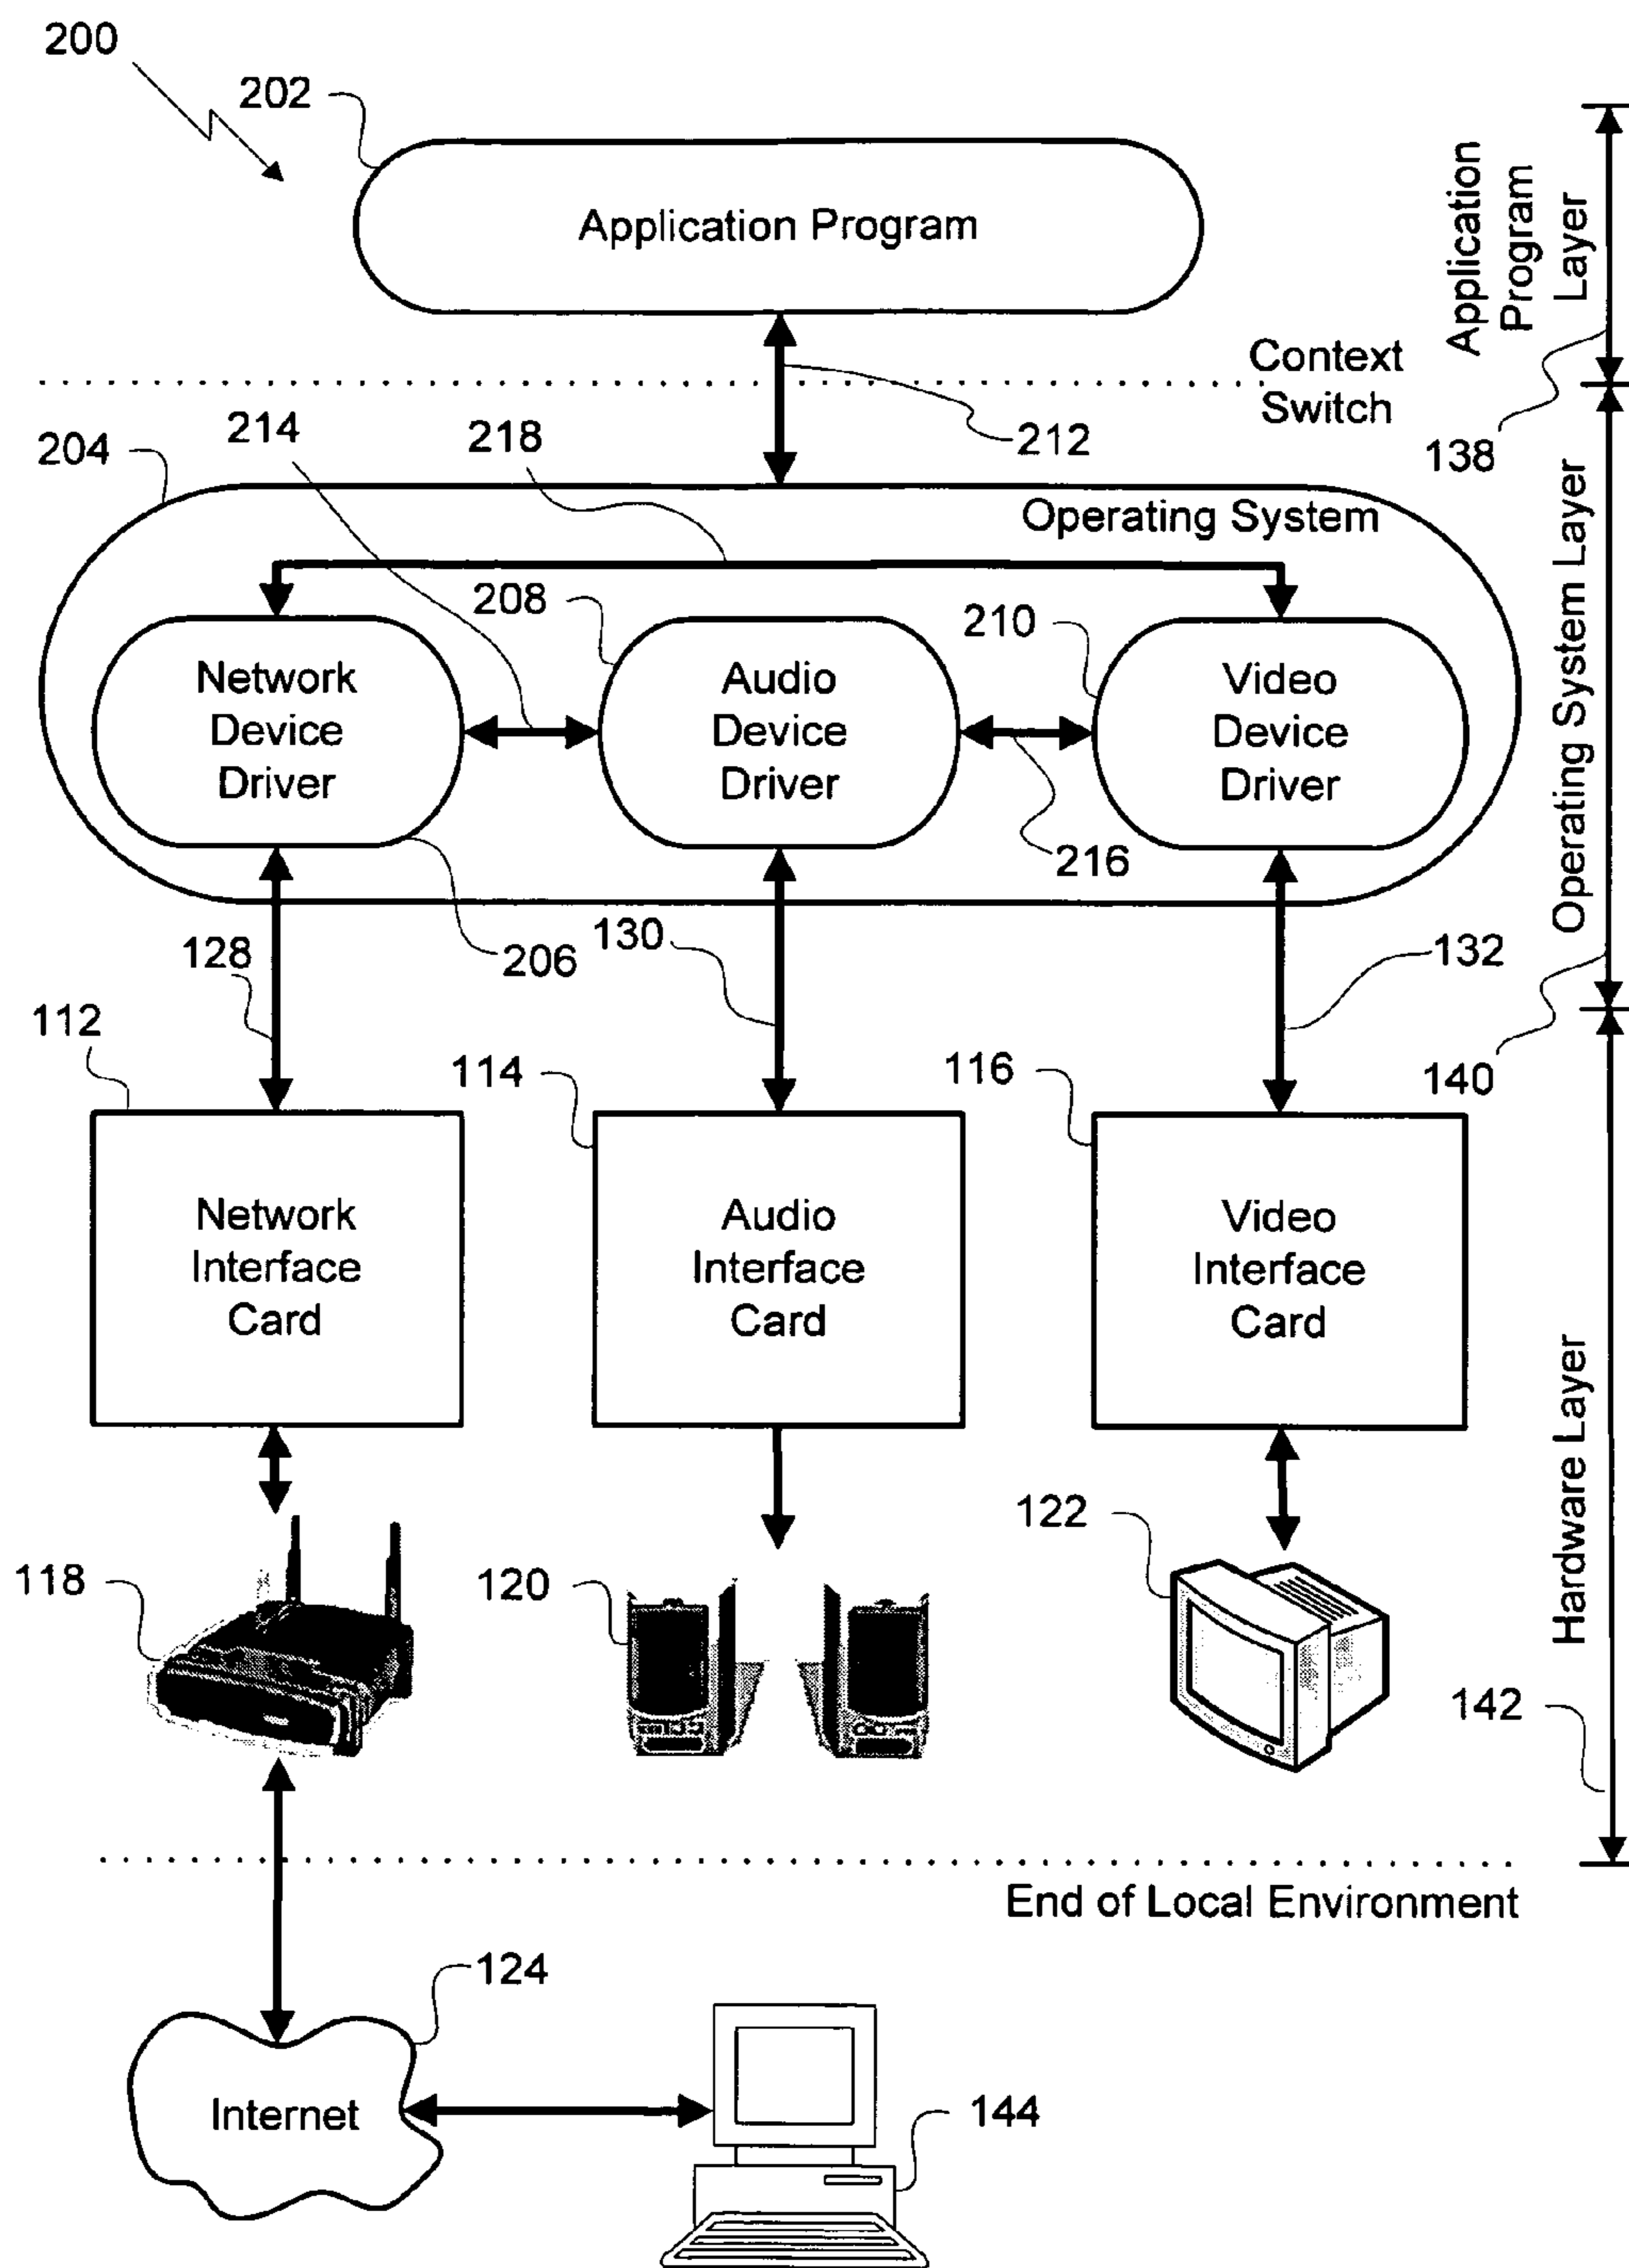 200
202
Application Program
Application
Program
Layer
Context
Switch
138
212
214
218
204
Operating System
208
210
Network
Device
Driver
Audio
Device
Driver
Video
Device
Driver
216
Operating System Layer
128
206
130
132
140
112
114
116
Network
Interface
Card
Audio
Interface
Card
Video
Interface
Card
Hardware Layer
118
120
122
142
End of Local Environment
124
Internet
144